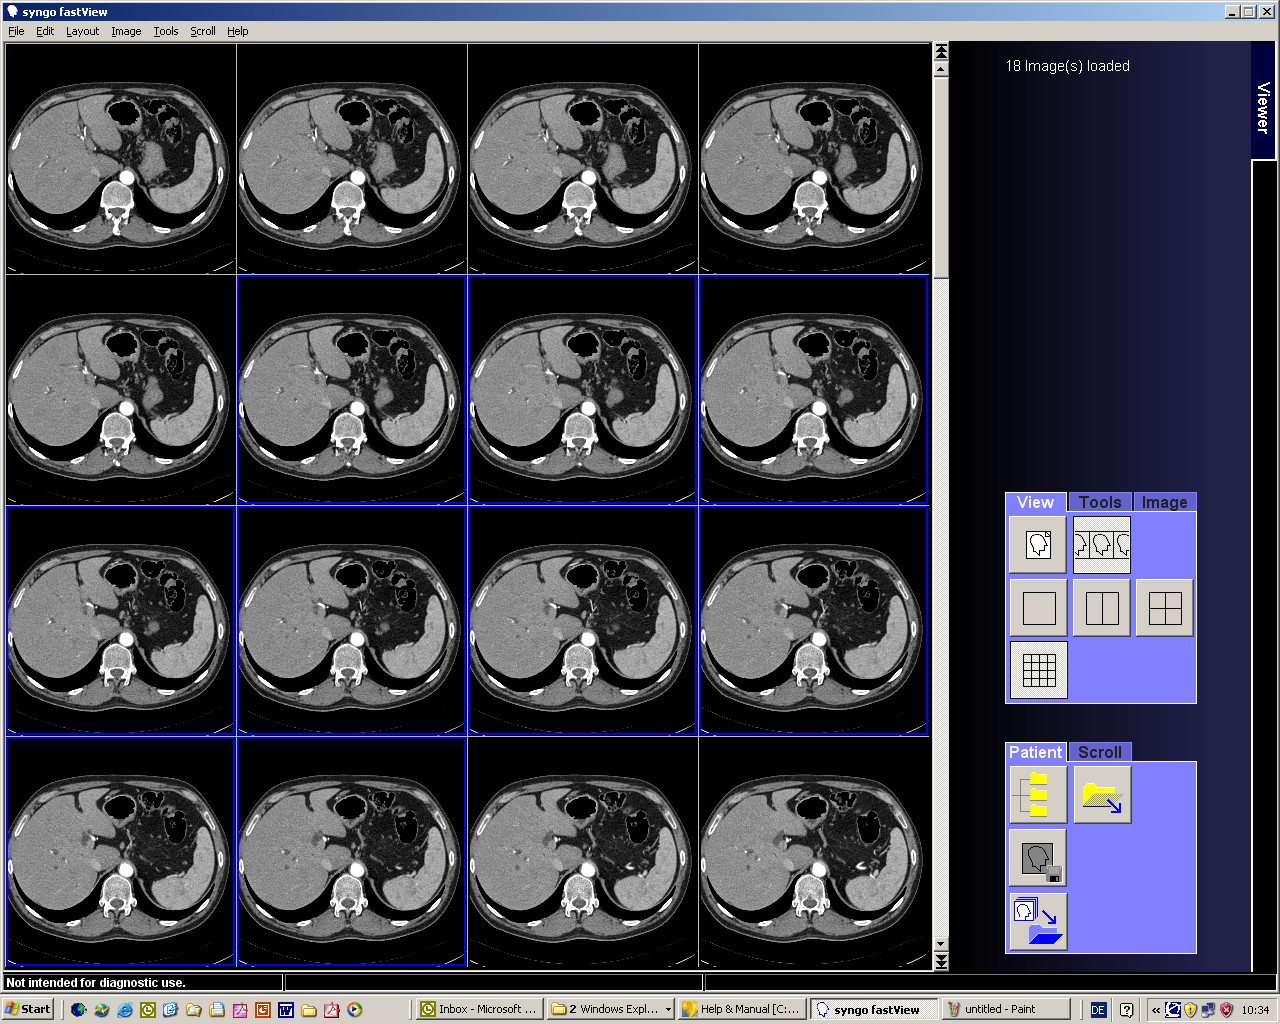 syngo fastView
File Edit Layout Image Tools Scroll Help
18 Image(s) loaded
Viewer
View Tools Image
Patient Scroll
Not intended for diagnostic use.
Start
Inbox - Microsoft ...
2 Windows Expl...
Help & Manual [C:...
syngo fastView
untitled - Paint
DE
10:34